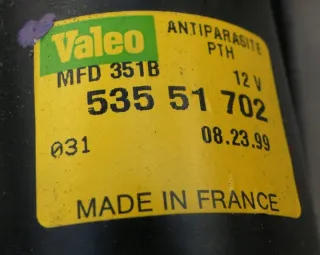 Valeo ANTIPARASITE
PTH
MFD 351B 12 V
535 51 702
031 08.23.99
MADE IN FRANCE